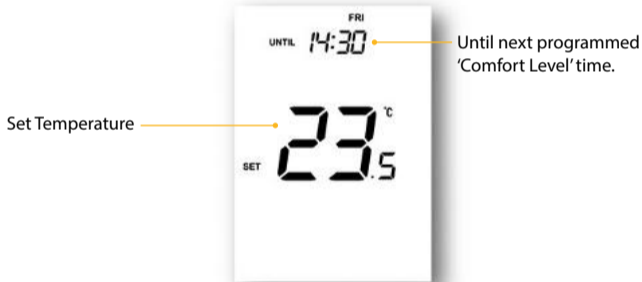 FRI
UNTIL 14:30
Until next programmed
‘Comfort Level’ time.
Set Temperature
23.5 °C
SET